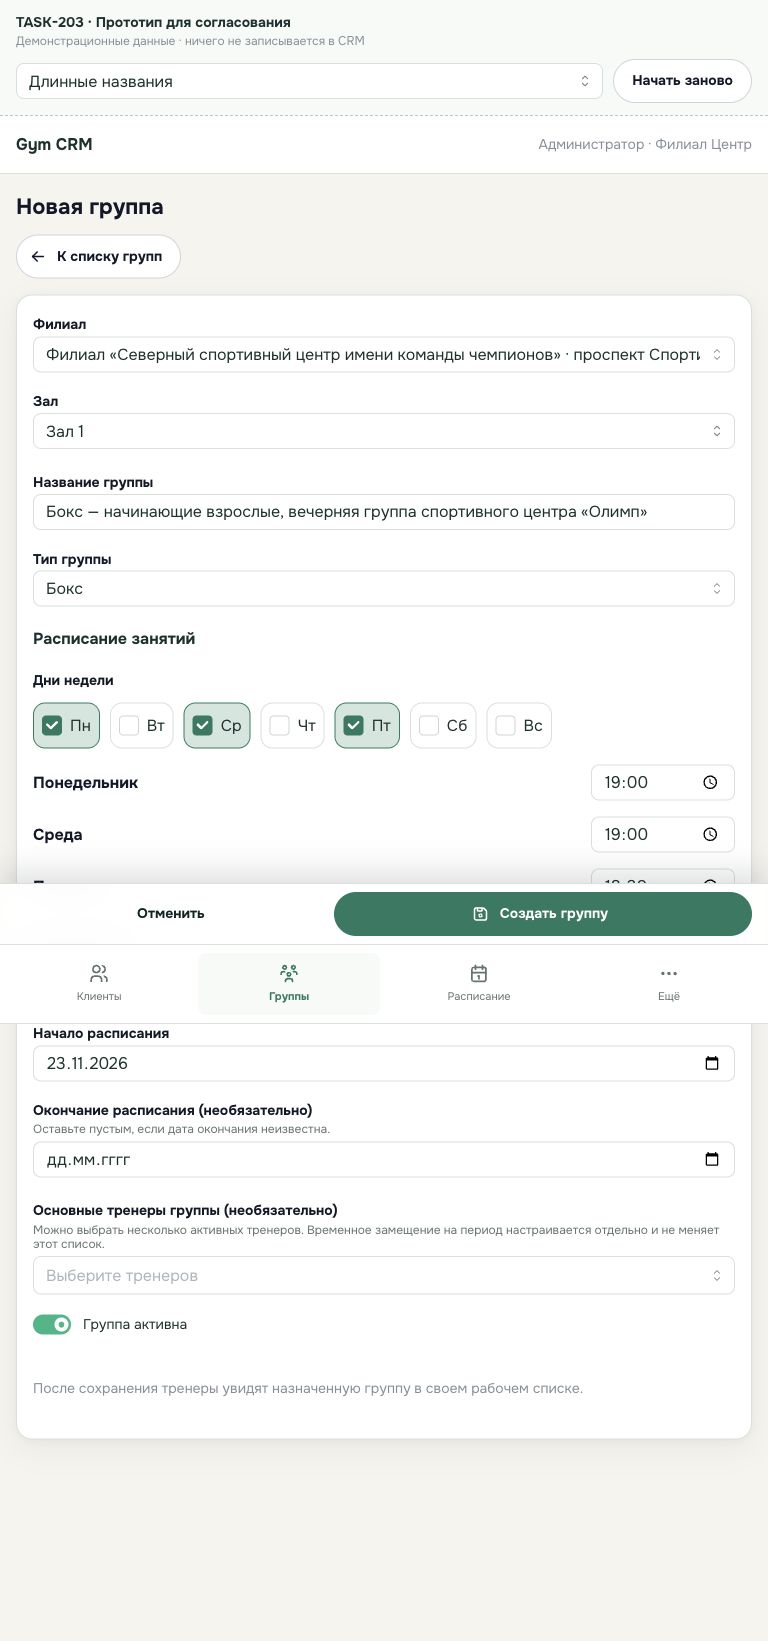 TASK-203 · Прототип для согласования
Демонстрационные данные · ничего не записывается в CRM
Длинные названия
Начать заново
Gym CRM
Администратор · Филиал Центр
Новая группа
К списку групп
Филиал
Филиал «Северный спортивный центр имени команды чемпионов» · проспект
Зал
Зал 1
Название группы
Бокс — начинающие взрослые, вечерняя группа спортивного центра «Олимп»
Тип группы
Бокс
Расписание занятий
Дни недели
Пн Вт Ср Чт Пт Сб Вс
Понедельник 19:00
Среда 19:00
Отменить
Создать группу
Клиенты Группы Расписание Ещё
Начало расписания
23.11.2026
Окончание расписания (необязательно)
Оставьте пустым, если дата окончания неизвестна.
дд.мм.гггг
Основные тренеры группы (необязательно)
Можно выбрать несколько активных тренеров. Временное замещение на период настраивается отдельно и не меняет
этот список.
Выберите тренеров
Группа активна
После сохранения тренеры увидят назначенную группу в своем рабочем списке.